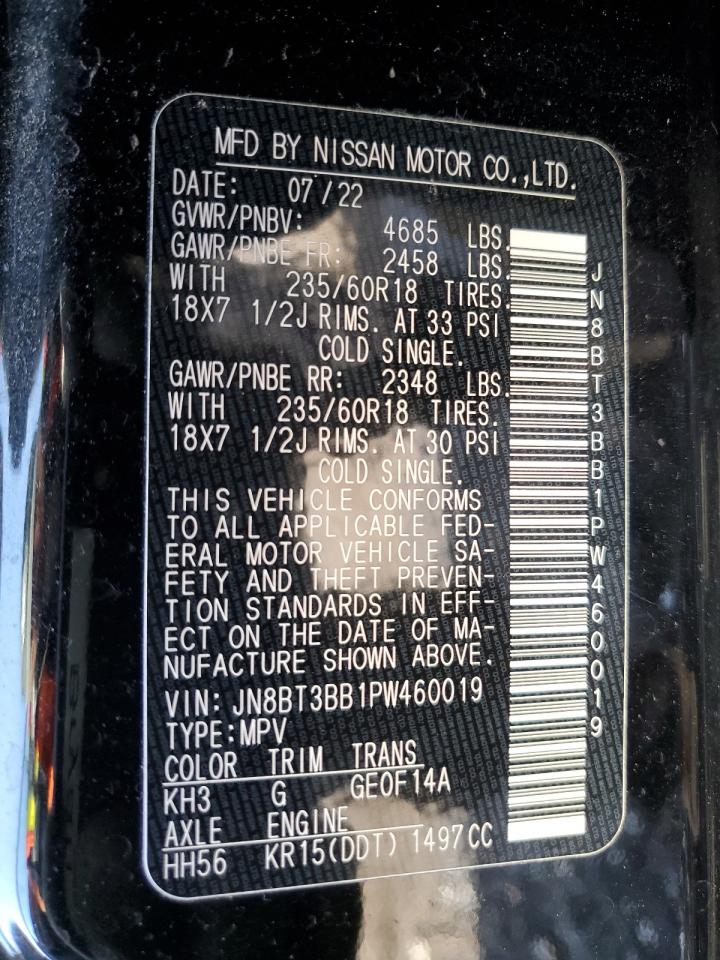 MFD BY NISSAN MOTOR CO.,LTD.
DATE: 07/22
GVWR/PNBV: 4685 LBS.
GAWR/PNBE FR: 2458 LBS.
WITH 235/60R18 TIRES.
18X7 1/2J RIMS. AT 33 PSI
COLD SINGLE.
GAWR/PNBE RR: 2348 LBS.
WITH 235/60R18 TIRES.
18X7 1/2J RIMS. AT 30 PSI
COLD SINGLE.
THIS VEHICLE CONFORMS
TO ALL APPLICABLE FED-
ERAL MOTOR VEHICLE SA-
FETY AND THEFT PREVEN-
TION STANDARDS IN EFF-
ECT ON THE DATE OF MA-
NUFACTURE SHOWN ABOVE.
VIN: JN8BT3BB1PW460019
TYPE:MPV
COLOR TRIM TRANS
KH3 G GEOF14A
AXLE ENGINE
HH56 KR15(DDT) 1497CC
JN8BT3BB1PW460019